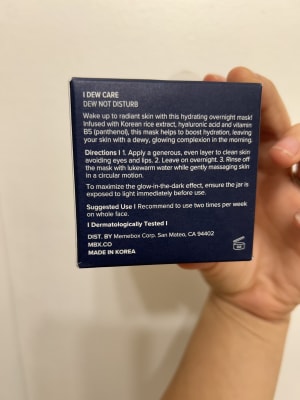 I DEW CARE
DEW NOT DISTURB
Wake up to radiant skin with this hydrating overnight mask!
Infused with Korean rice extract, hyaluronic acid and vitamin
B5 (panthenol), this mask helps to boost hydration, leaving
your skin with a dewy, glowing complexion in the morning.
Directions | 1. Apply a generous, even layer to clean skin
avoiding eyes and lips. 2. Leave on overnight. 3. Rinse off
the mask with lukewarm water while gently massaging skin
in a circular motion.
To maximize the glow-in-the-dark effect, ensure the jar is
exposed to light immediately before use.
Suggested Use | Recommend to use two times per week
on whole face.
| Dermatologically Tested |
DIST. BY Memebox Corp. San Mateo, CA 94402
MBX.CO
MADE IN KOREA